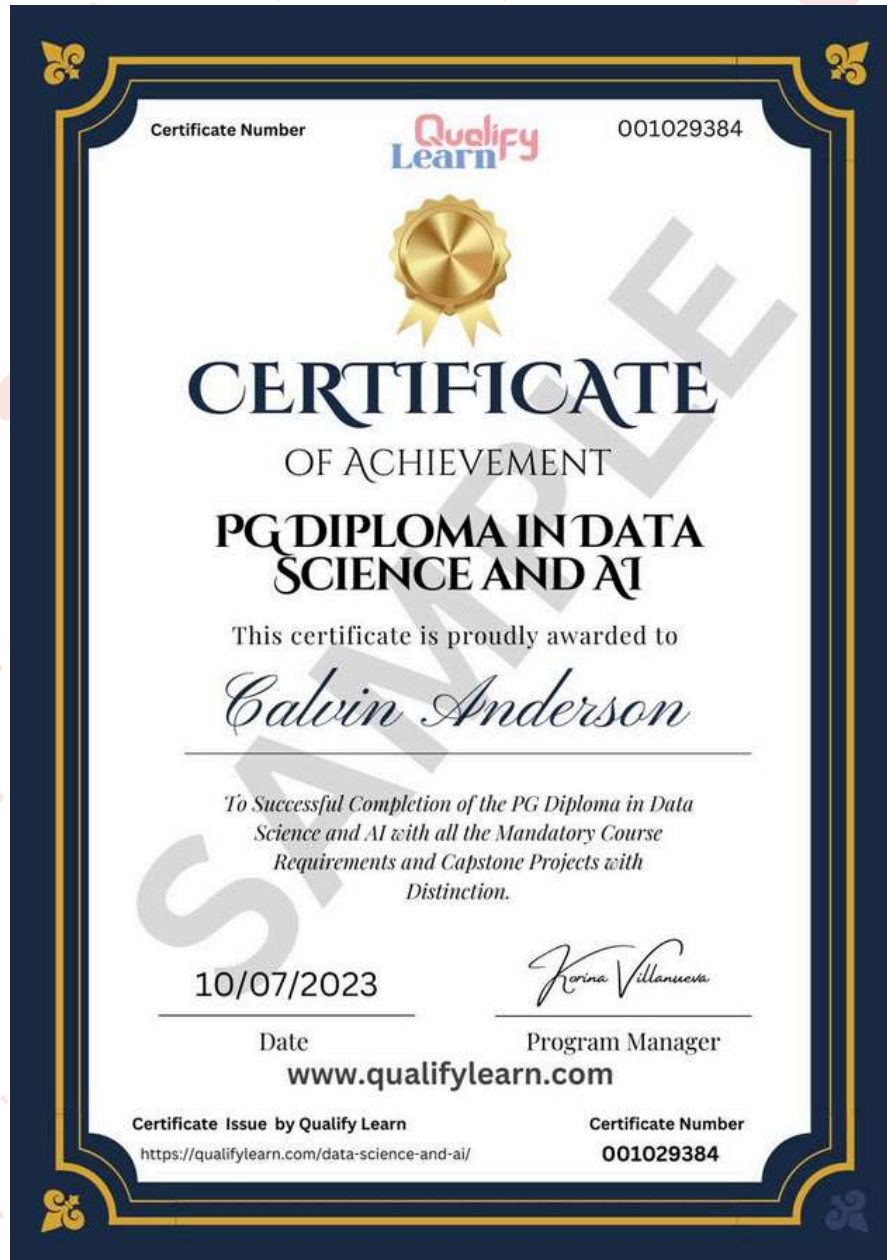 Certificate Number
Qualify
Learn
001029384
CERTIFICATE
OF ACHIEVEMENT
PG DIPLOMA IN DATA
SCIENCE AND AI
This certificate is proudly awarded to
Calvin Anderson
To Successful Completion of the PG Diploma in Data
Science and AI with all the Mandatory Course
Requirements and Capstone Projects with
Distinction.
SAMPLE
10/07/2023
Korina Villanueva
Date
Program Manager
www.qualifylearn.com
Certificate Issue by Qualify Learn
Certificate Number
https://qualifylearn.com/data-science-and-ai/
001029384